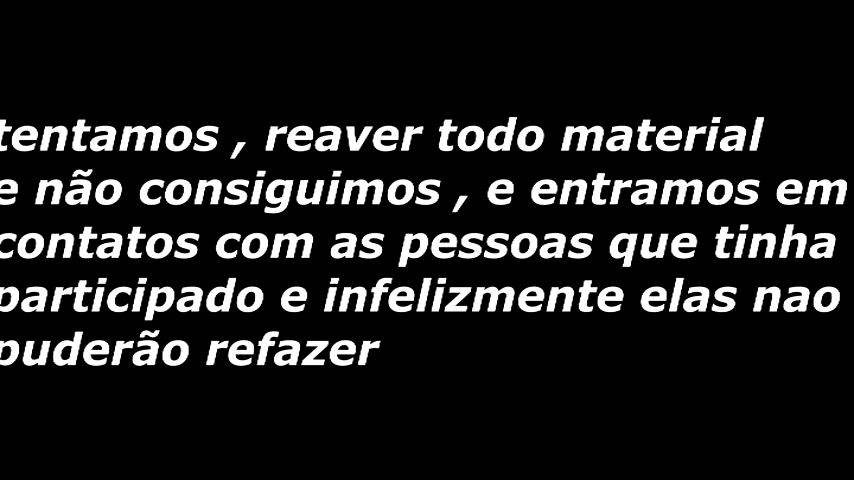 tentamos , reaver todo material
e não consiguimos , e entramos em
contatos com as pessoas que tinha
participado e infelizmente elas nao
puderão refazer